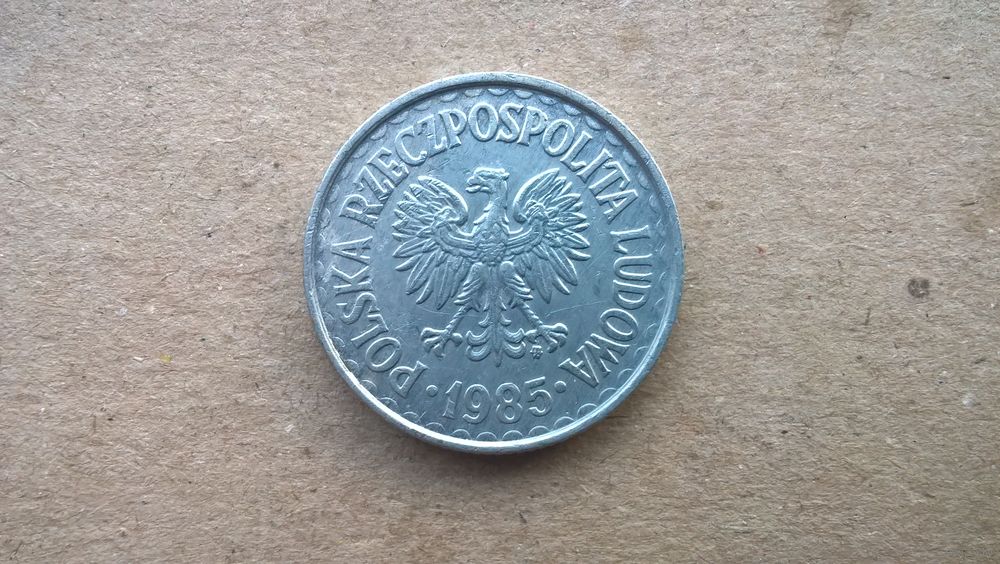 POLSKA RZECZPOSPOLITA LUDOWA
· 1985 ·